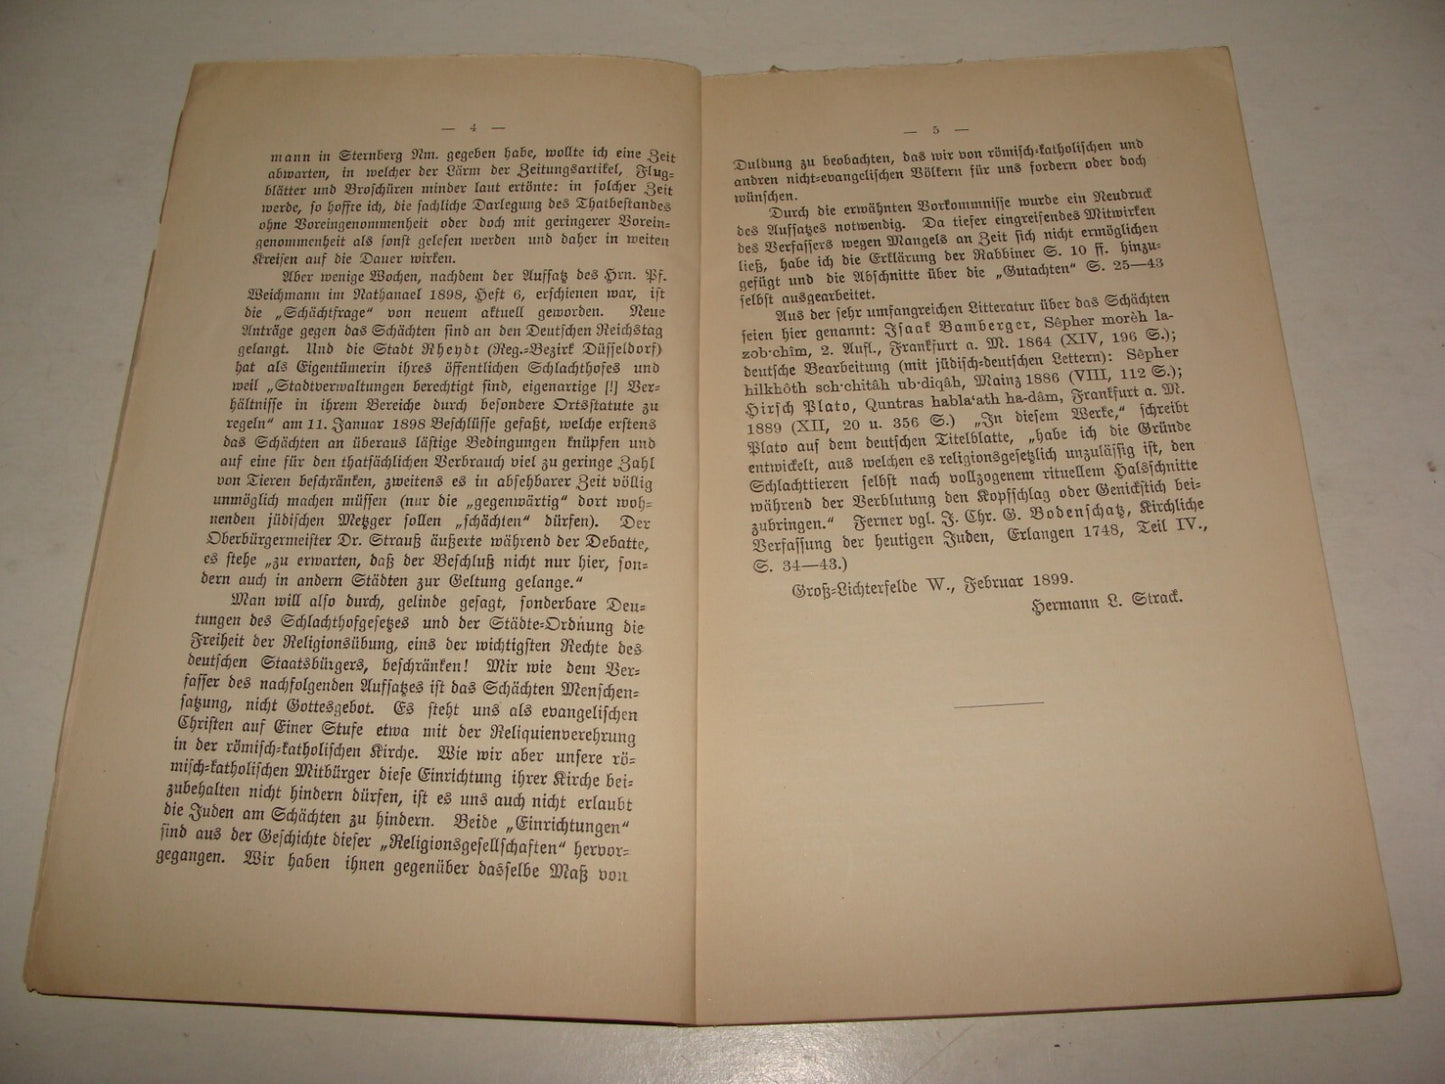 — 4 —
mann in Sternberg Nm. gegeben habe, wollte ich eine Zeit
abwarten, in welcher der Lärm der Zeitungsartikel, Flug-
blätter und Broschüren minder laut ertönte: in solcher Zeit
werde, so hoffte ich, die sachliche Darlegung des Thatbestandes
ohne Voreingenommenheit oder doch mit geringerer Vorein-
genommenheit als sonst gelesen werden und daher in weiten
Kreisen auf die Dauer wirken.
Aber wenige Wochen, nachdem der Aufsatz des Hrn. Pf.
Weichmann im Nathanael 1898, Heft 6, erschienen war, ist
die „Schächtfrage“ von neuem aktuell geworden. Neue
Anträge gegen das Schächten sind an den Deutschen Reichstag
gelangt. Und die Stadt Rheydt (Reg.-Bezirk Düsseldorf)
hat als Eigentümerin ihres öffentlichen Schlachthofes und
weil „Stadtverwaltungen berechtigt sind, eigenartige [!] Ver-
hältnisse in ihrem Bereiche durch besondere Ortsstatute zu
regeln“ am 11. Januar 1898 Beschlüsse gefaßt, welche erstens
das Schächten an überaus lästige Bedingungen knüpfen und
auf eine für den thatsächlichen Verbrauch viel zu geringe Zahl
von Tieren beschränken, zweitens es in absehbarer Zeit völlig
unmöglich machen müssen (nur die „gegenwärtig“ dort woh-
nenden jüdischen Metzger sollen „schächten“ dürfen). Der
Oberbürgermeister Dr. Strauß äußerte während der Debatte,
es stehe „zu erwarten, daß der Beschluß nicht nur hier, son-
dern auch in andern Städten zur Geltung gelange.“
Man will also durch, gelinde gesagt, sonderbare Deu-
tungen des Schlachthofgesetzes und der Städte-Ordnung die
Freiheit der Religionsübung, eins der wichtigsten Rechte des
deutschen Staatsbürgers, beschränken! Mir wie dem Ver-
fasser des nachfolgenden Aufsatzes ist das Schächten Menschen-
satzung, nicht Gottesgebot. Es steht uns als evangelischen
Christen auf Einer Stufe etwa mit der Reliquienverehrung
in der römisch-katholischen Kirche. Wie wir aber unsere rö-
misch-katholischen Mitbürger diese Einrichtung ihrer Kirche bei-
zubehalten nicht hindern dürfen, ist es uns auch nicht erlaubt
die Juden am Schächten zu hindern. Beide „Einrichtungen“
sind aus der Geschichte dieser „Religionsgesellschaften“ hervor-
gegangen. Wir haben ihnen gegenüber dasselbe Maß von
— 5 —
Duldung zu beobachten, das wir von römisch-katholischen und
andren nicht-evangelischen Völkern für uns fordern oder doch
wünschen.
Durch die erwähnten Vorkommnisse wurde ein Neudruck
des Aufsatzes notwendig. Da tiefer eingreifendes Mitwirken
des Verfassers wegen Mangels an Zeit sich nicht ermöglichen
ließ, habe ich die Erklärung der Rabbiner S. 10 ff. hinzu-
gefügt und die Abschnitte über die „Gutachten“ S. 25—43
selbst ausgearbeitet.
Aus der sehr umfangreichen Litteratur über das Schächten
seien hier genannt: Isaak Bamberger, Sêpher morêh la-
zob·chîm, 2. Aufl., Frankfurt a. M. 1864 (XIV, 196 S.);
deutsche Bearbeitung (mit jüdisch-deutschen Lettern): Sêpher
hilkhôth sch·chitâh ub·diqâh, Mainz 1886 (VIII, 112 S.);
Hirsch Plato, Quntras habla‘ath ha-dâm, Frankfurt a. M.
1889 (XII, 20 u. 356 S.) „In diesem Werke,“ schreibt
Plato auf dem deutschen Titelblatte, „habe ich die Gründe
entwickelt, aus welchen es religionsgesetzlich unzulässig ist, den
Schlachttieren selbst nach vollzogenem rituellem Halsschnitte
während der Verblutung den Kopfschlag oder Genickstich bei-
zubringen.“ Ferner vgl. J. Chr. G. Bodenschatz, Kirchliche
Verfassung der heutigen Juden, Erlangen 1748, Teil IV.,
S. 34—43.)
Groß-Lichterfelde W., Februar 1899.
Hermann L. Strack.